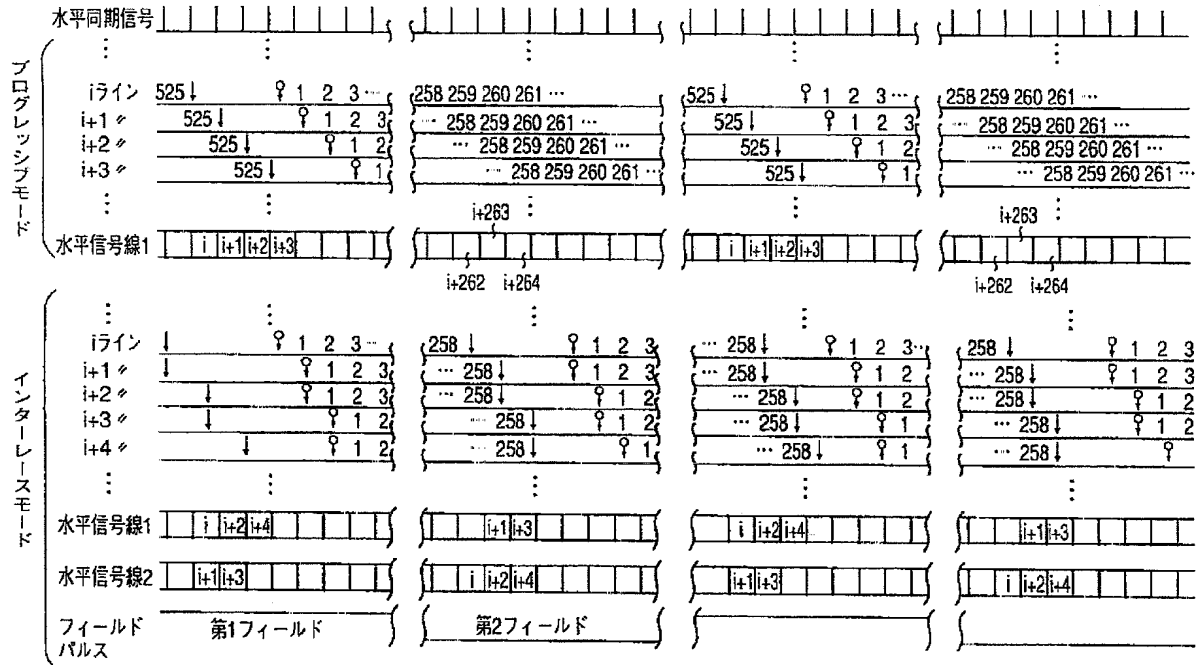 水平同期信号
プログレッシブモード
iライン 525↓ 1 2 3… 258 259 260 261 … 525↓ 1 2 3… 258 259 260 261 …
i+1 〃 525↓ 1 2 3 … 258 259 260 261 … 525↓ 1 2 3 … 258 259 260 261 …
i+2 〃 525↓ 1 2 … 258 259 260 261 … 525↓ 1 2 … 258 259 260 261 …
i+3 〃 525↓ 1 … 258 259 260 261 … 525↓ 1 … 258 259 260 261 …
i+263 i+263
水平信号線1 i i+1 i+2 i+3 i i+1 i+2 i+3
i+262 i+264 i+262 i+264
インターレースモード
iライン ↓ 1 2 3… 258↓ 1 2 3 … 258↓ 1 2 3… 258↓ 1 2 3
i+1 〃 ↓ 1 2 3 … 258↓ 1 2 3 … 258↓ 1 2 … 258↓ 1 2 3
i+2 〃 ↓ 1 2 3 … 258↓ 1 2 … 258↓ 1 2 … 258↓ 1 2
i+3 〃 ↓ 1 2 … 258↓ 1 2 … 258↓ 1 … 258↓ 1 2
i+4 〃 ↓ 1 2 … 258↓ 1 … 258↓ 1 … 258↓
水平信号線1 i i+2 i+4 i+1 i+3 i i+2 i+4 i+1 i+3
水平信号線2 i+1 i+3 i i+2 i+4 i+1 i+3 i i+2 i+4
フィールドパルス 第1フィールド 第2フィールド